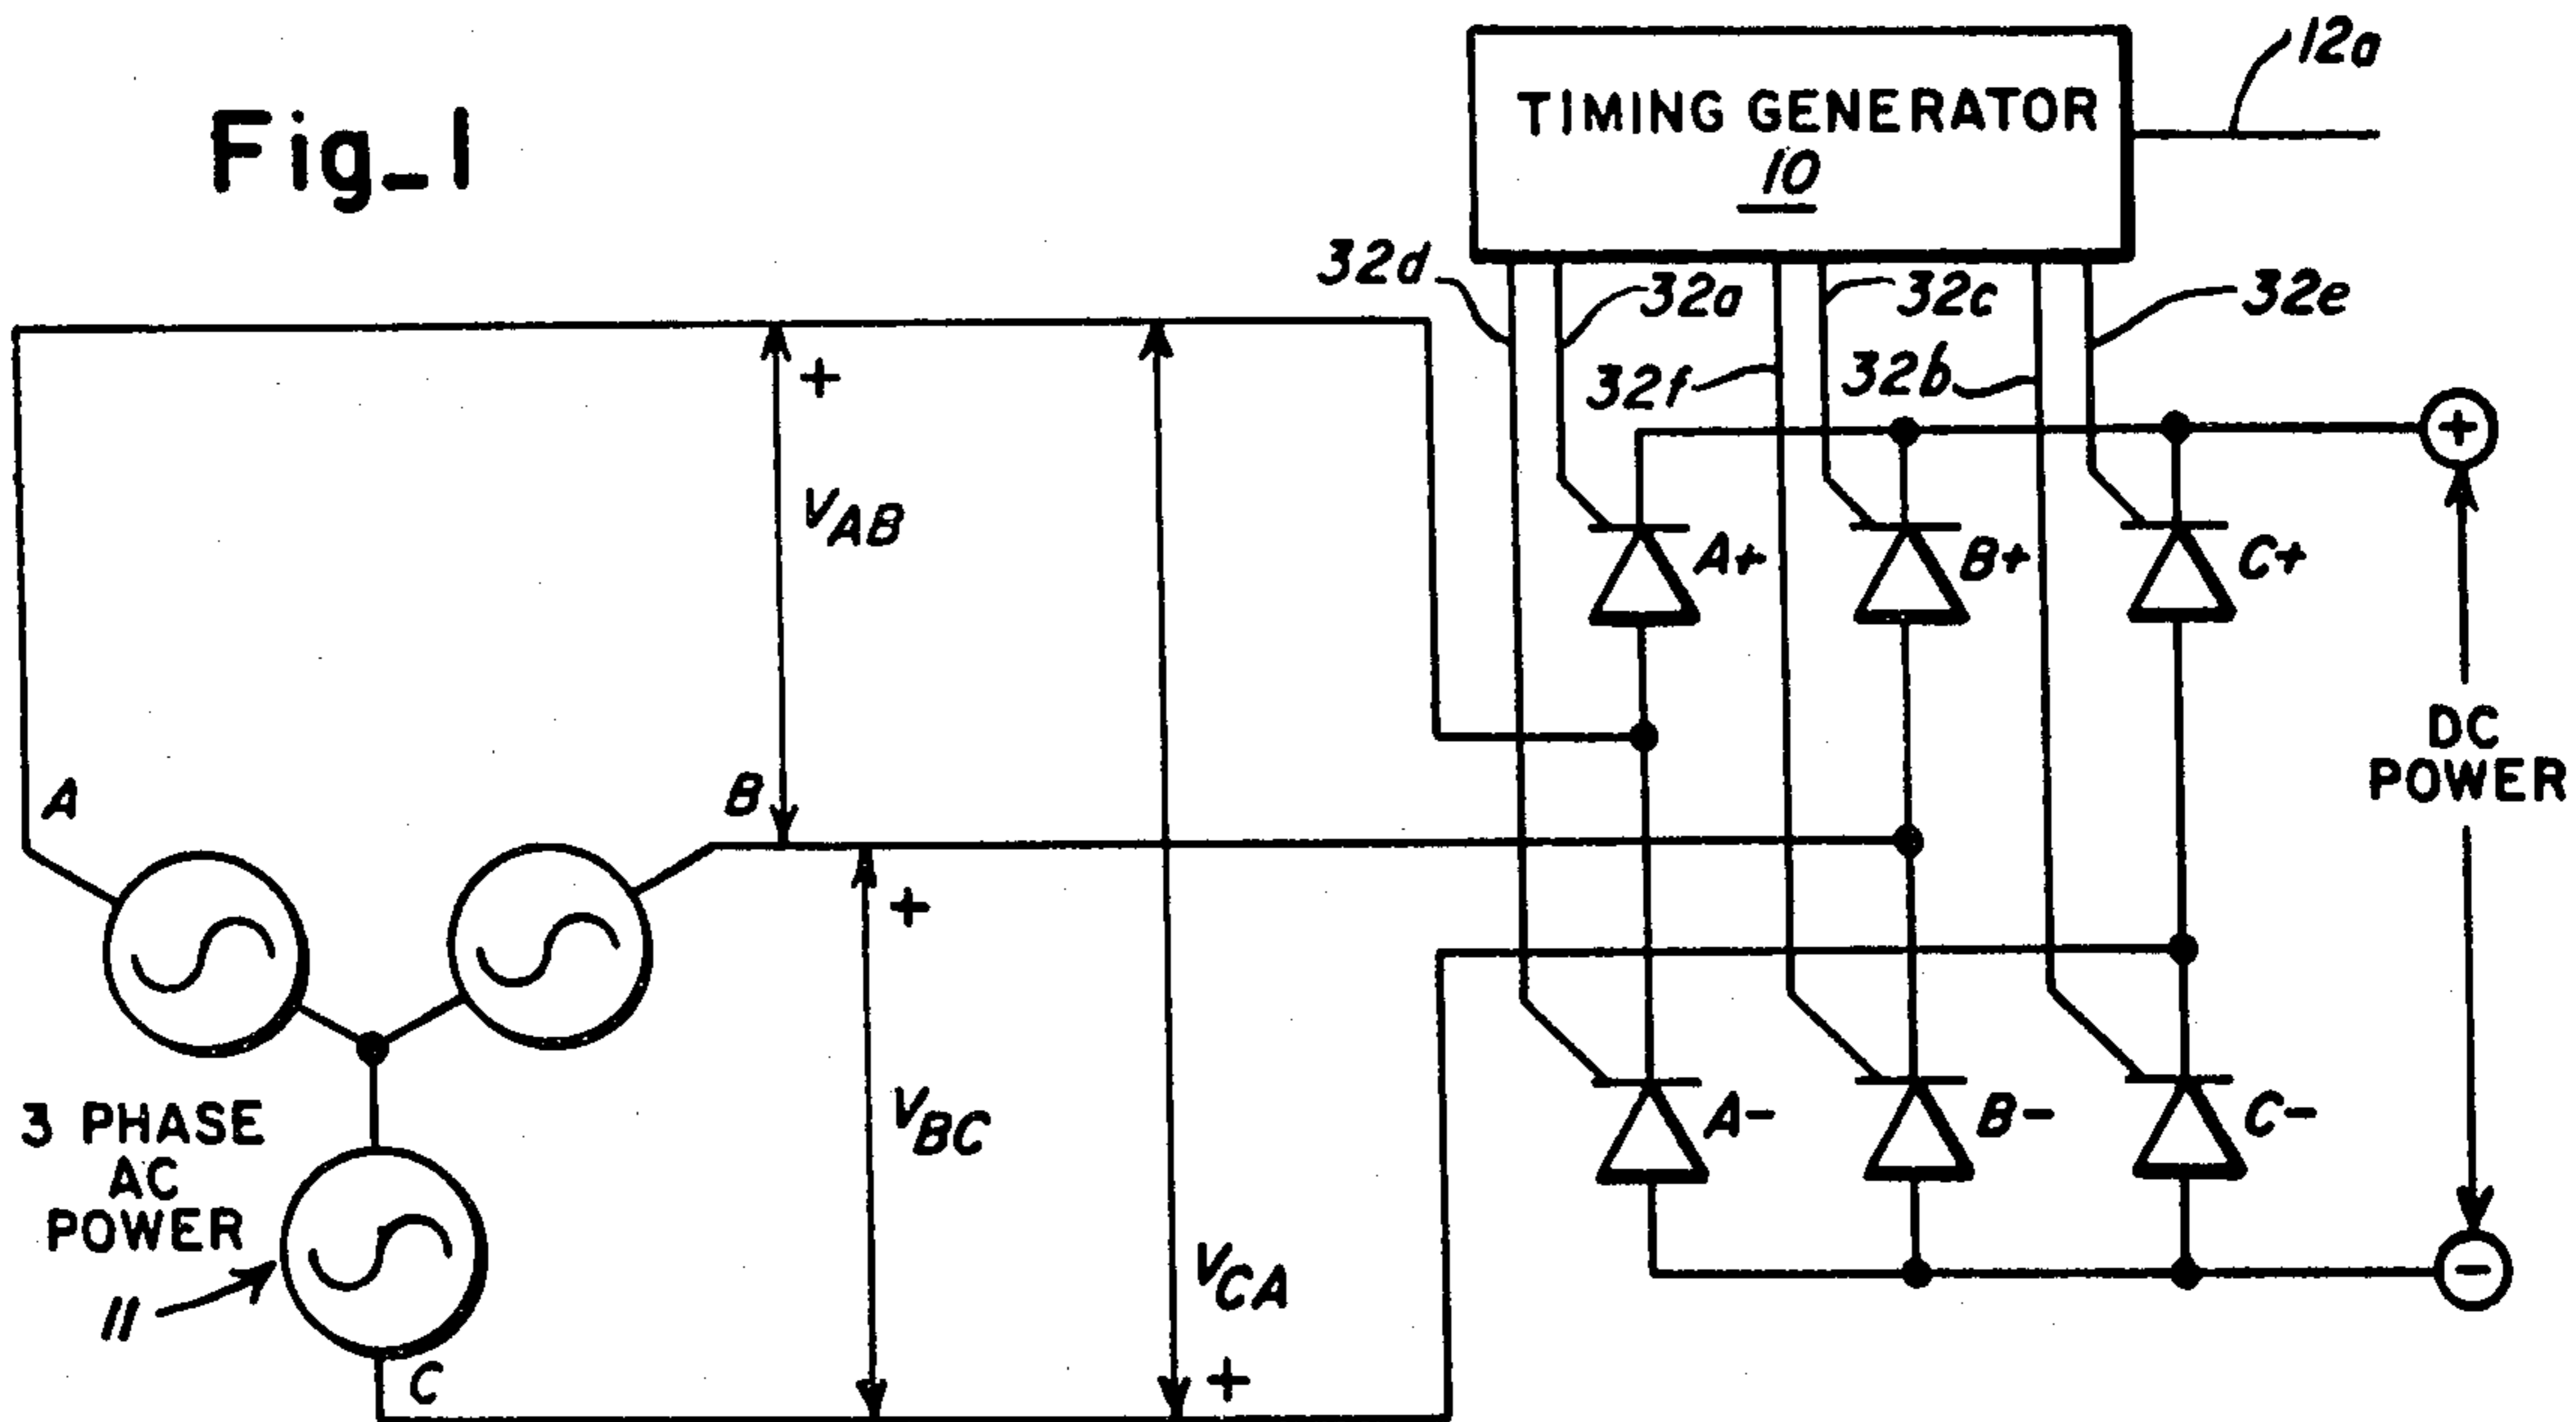 Fig_1
TIMING GENERATOR
10
12a
32d
32a
32c
32e
32f
32b
+
+
VAB
A+
B+
C+
DC
POWER
A
B
+
VBC
A-
B-
C-
3 PHASE
AC
POWER
11
VCA
-
C
+